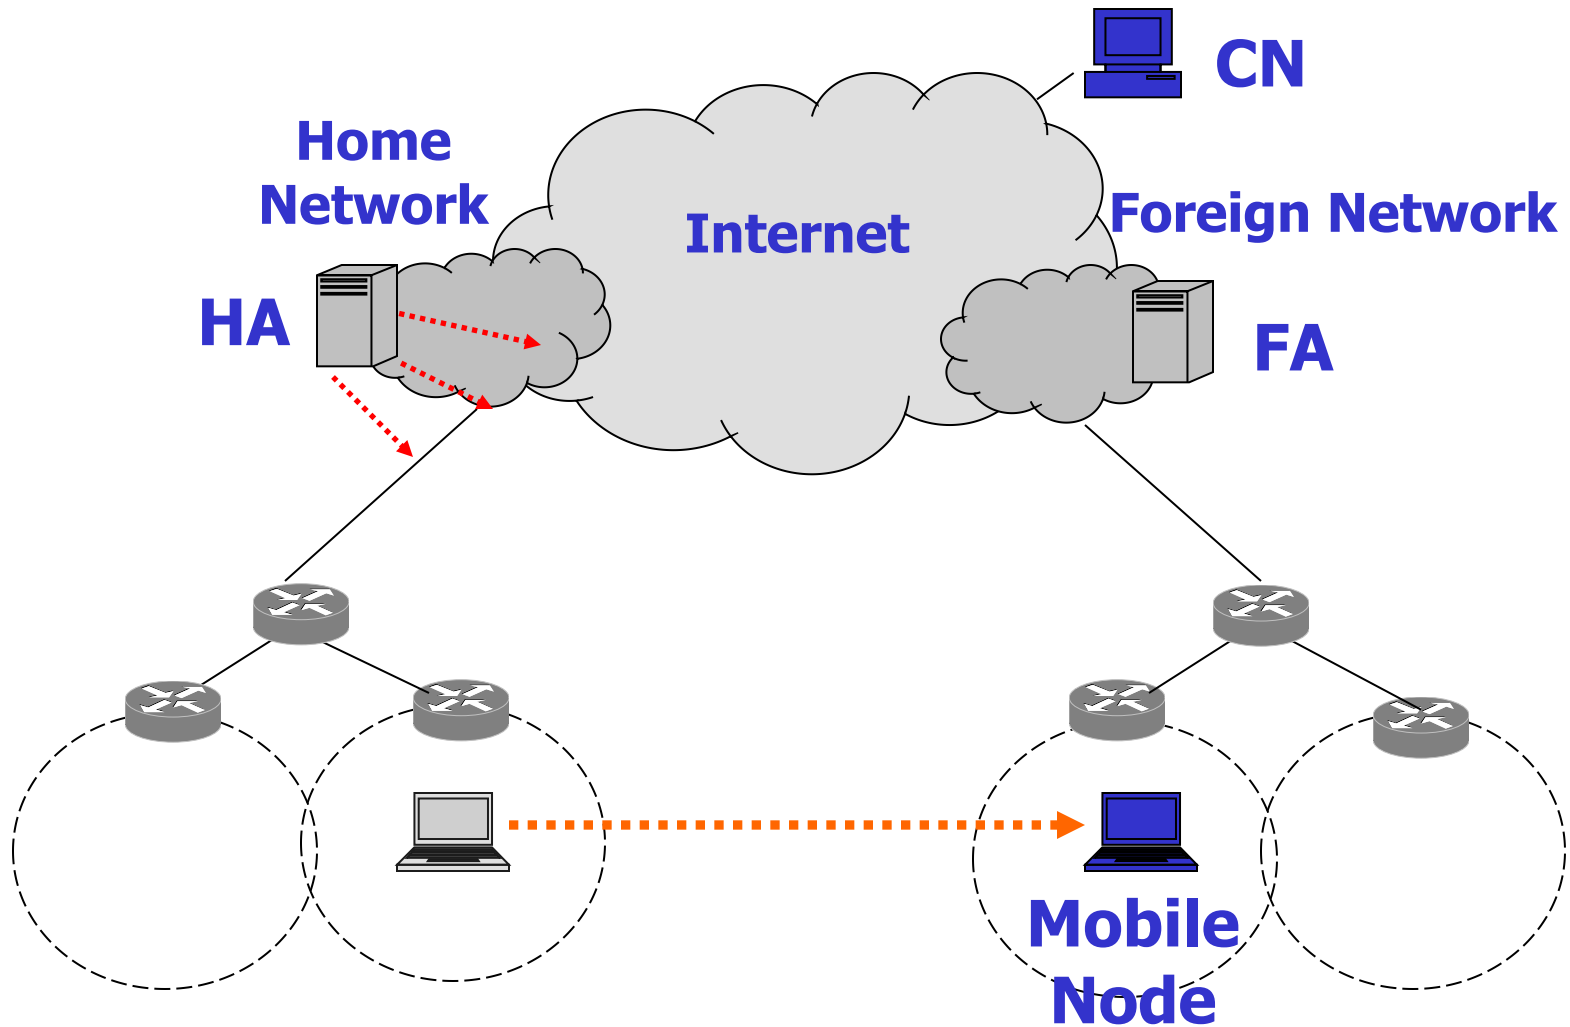 CN
Home
Network
Internet
Foreign Network
HA
FA
Mobile
Node